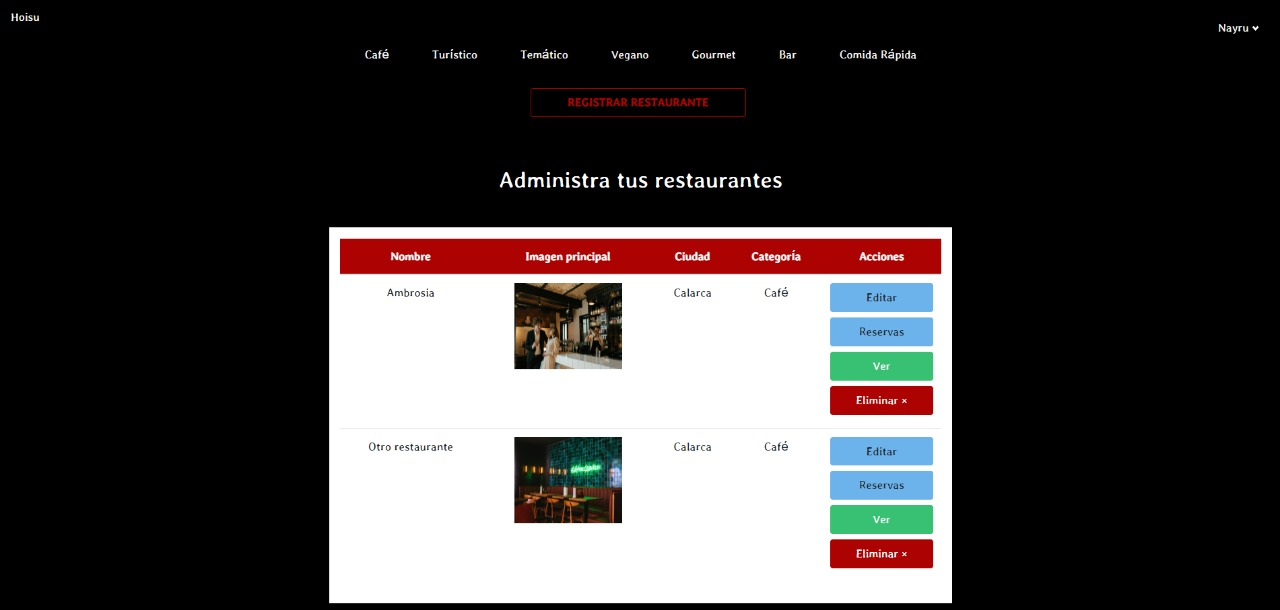 Hoisu
Nayru
Café Turístico Temático Vegano Gourmet Bar Comida Rápida
REGISTRAR RESTAURANTE
Administra tus restaurantes
Nombre Imagen principal Ciudad Categoría Acciones
Ambrosia Calarca Café Editar
Reservas
Ver
Eliminar ×
Otro restaurante Calarca Café Editar
Reservas
Ver
Eliminar ×